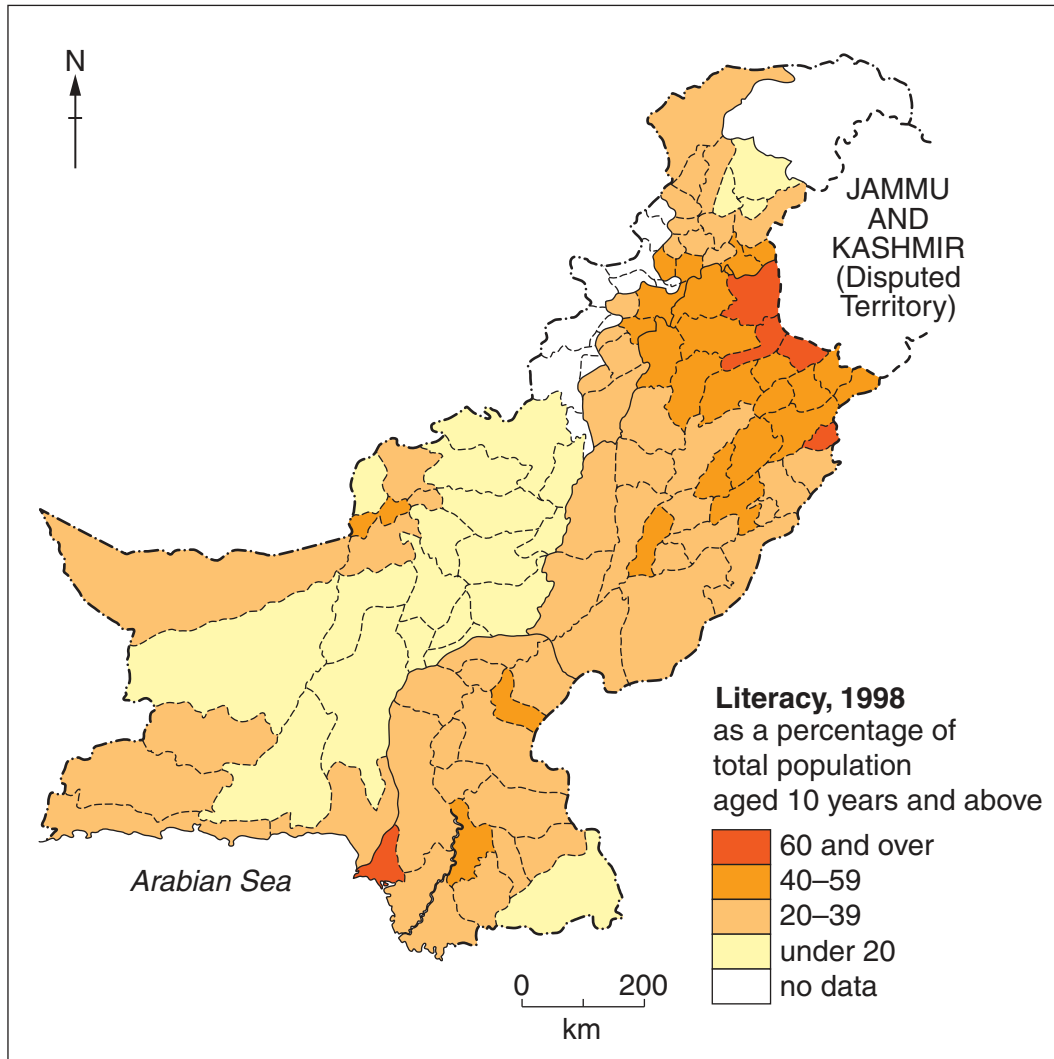 N
JAMMU
AND
KASHMIR
(Disputed
Territory)
Literacy, 1998
as a percentage of
total population
aged 10 years and above
60 and over
40–59
20–39
under 20
no data
Arabian Sea
0 200
km